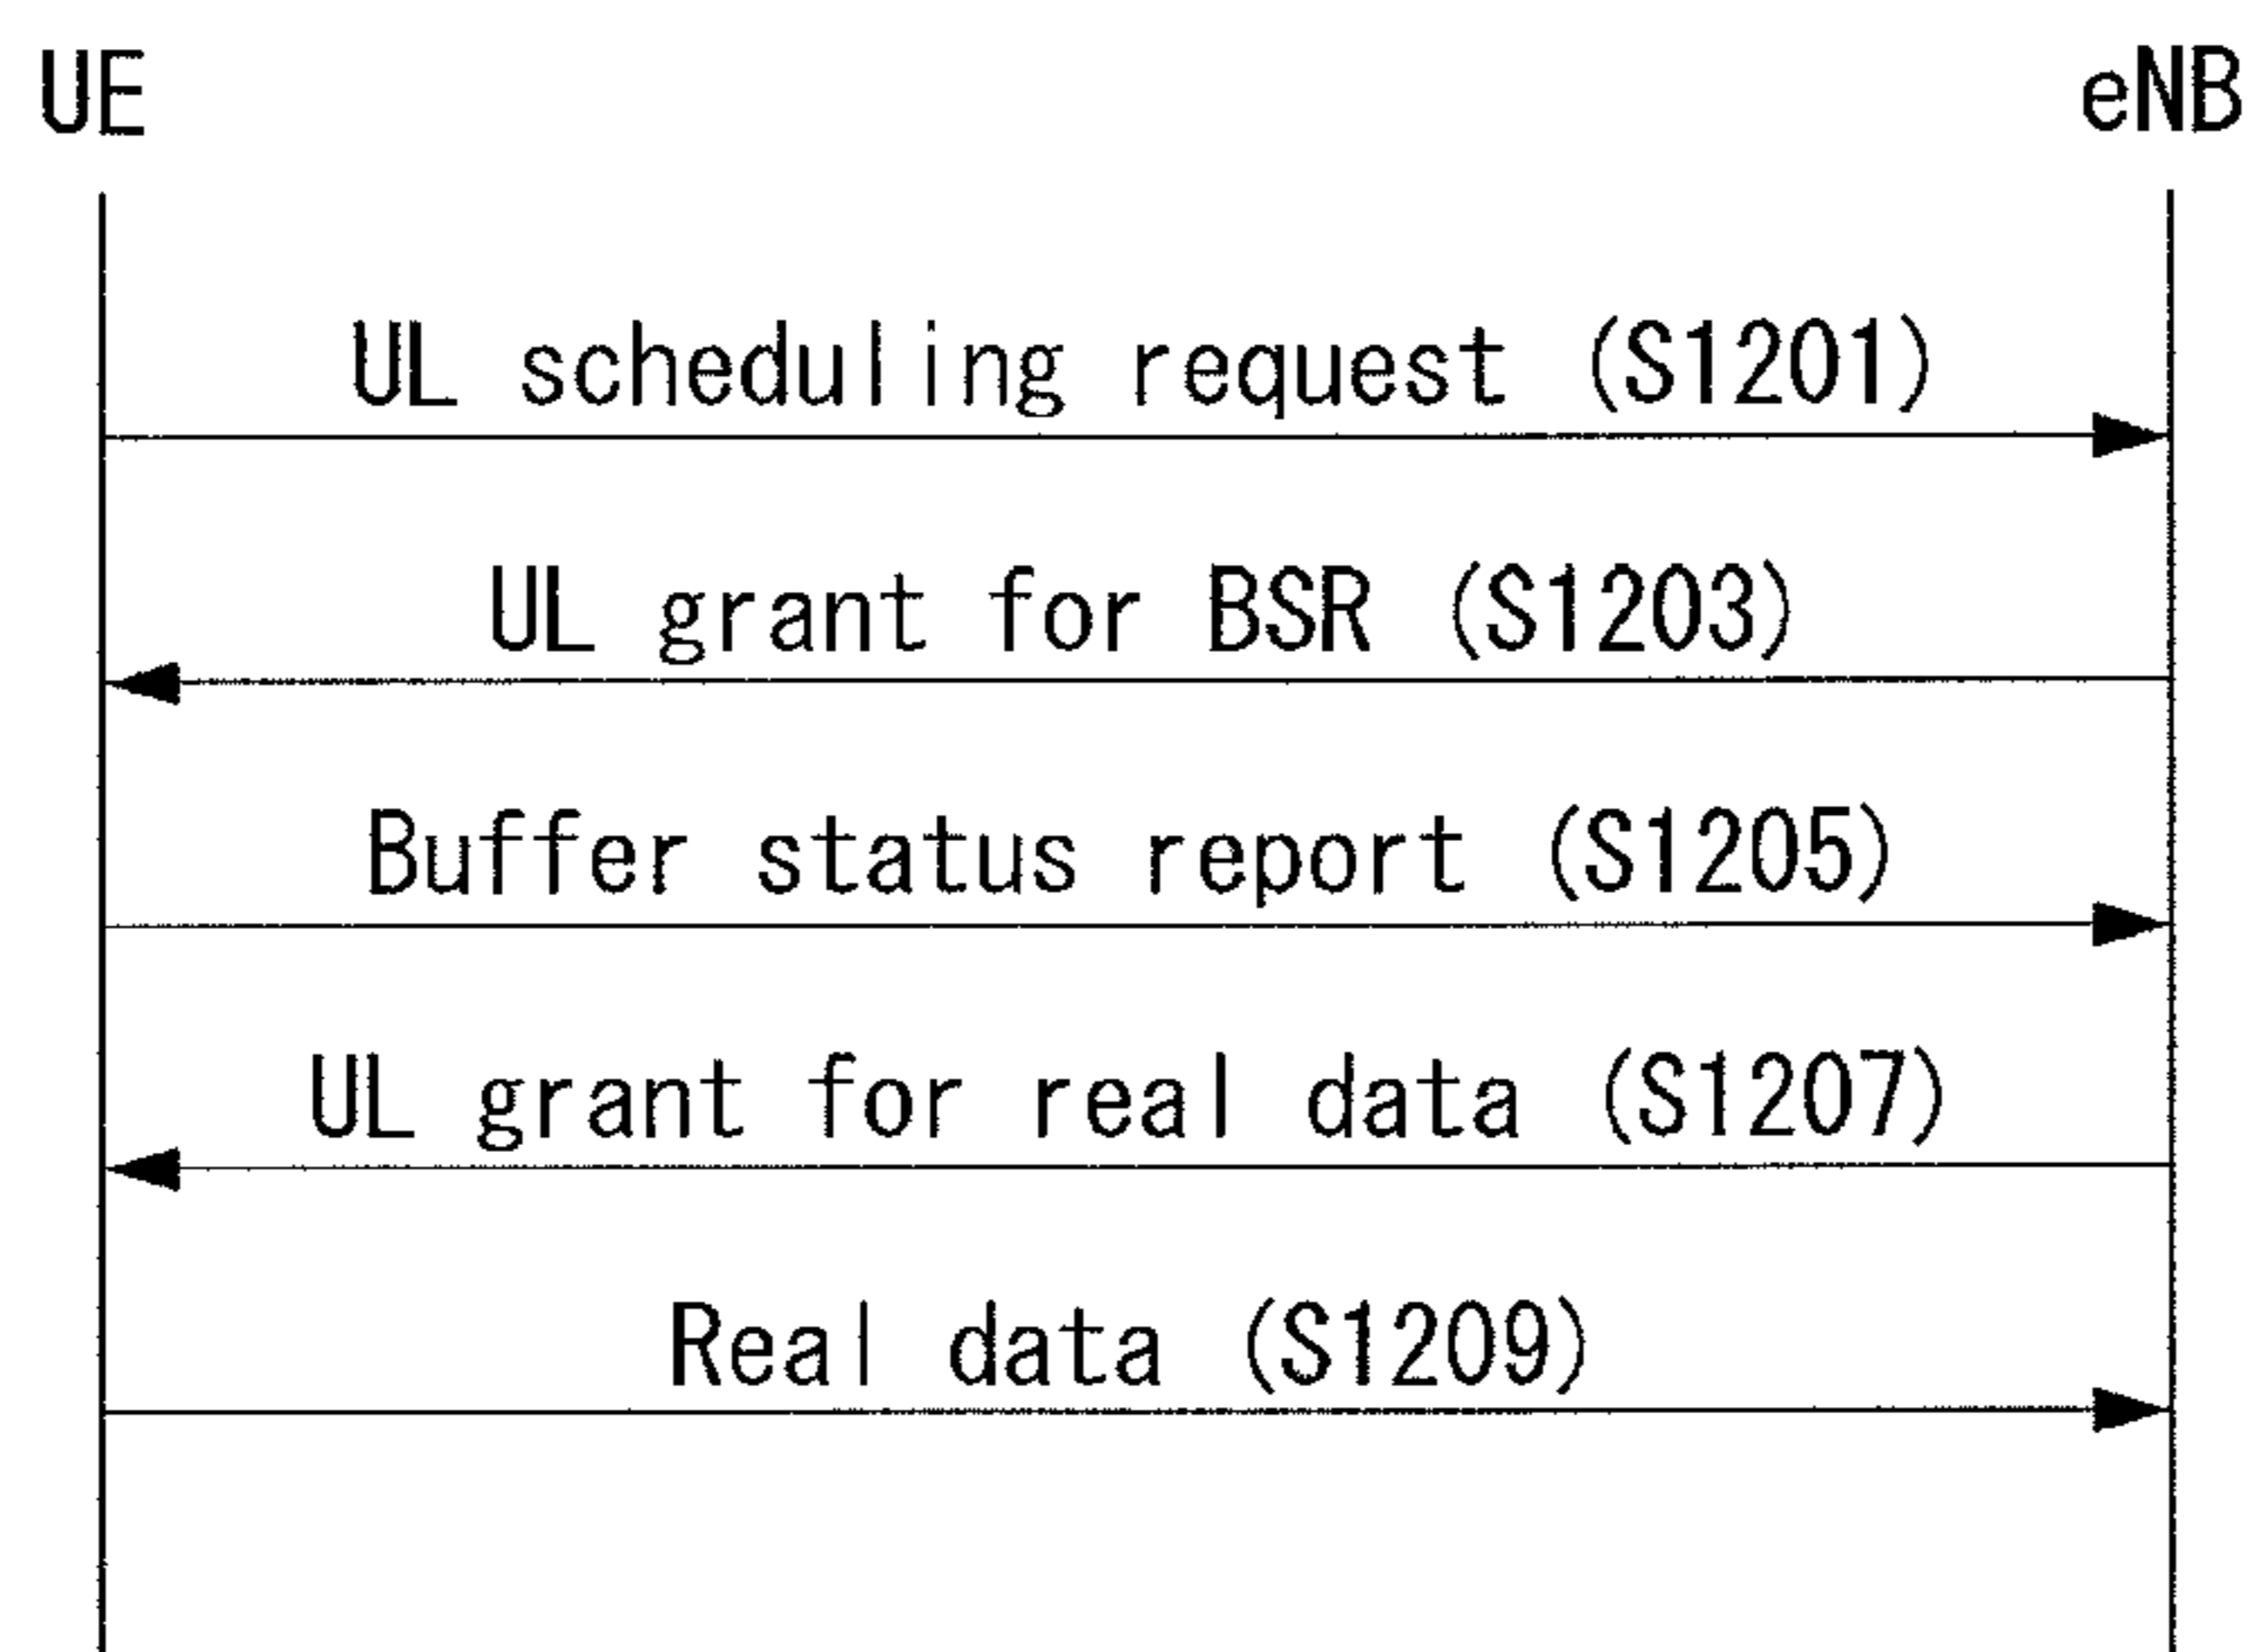 UE eNB
UL scheduling request (S1201)
UL grant for BSR (S1203)
Buffer status report (S1205)
UL grant for real data (S1207)
Real data (S1209)